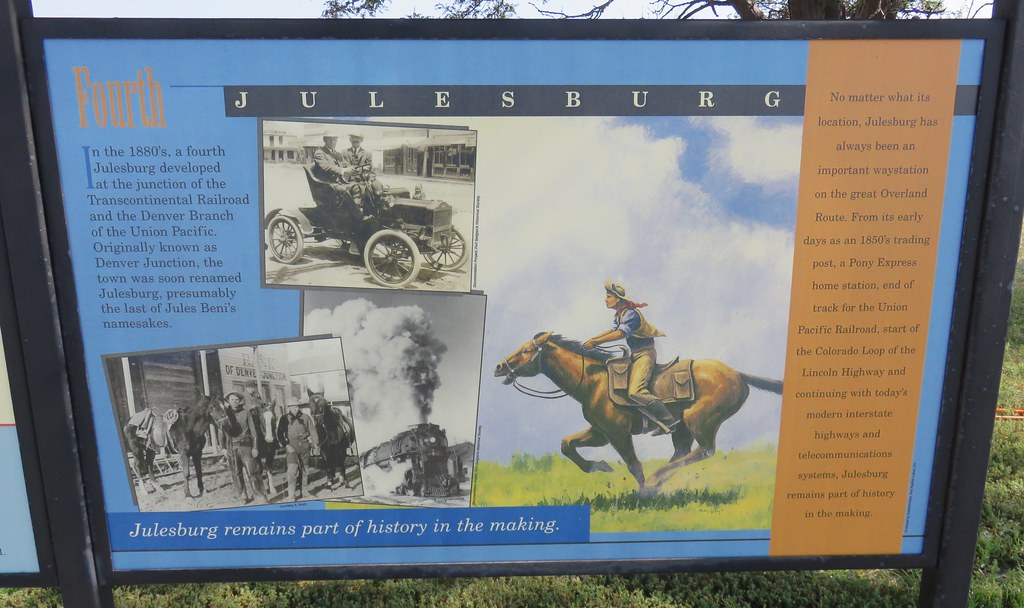 Fourth
JULESBURG
In the 1880's, a fourth
Julesburg developed
at the junction of the
Transcontinental Railroad
and the Denver Branch
of the Union Pacific.
Originally known as
Denver Junction, the
town was soon renamed
Julesburg, presumably
the last of Jules Beni's
namesakes.
OF DENVER JUNCTION
Julesburg remains part of history in the making.
No matter what its
location, Julesburg has
always been an
important waystation
on the great Overland
Route. From its early
days as an 1850's trading
post, a Pony Express
home station, end of
track for the Union
Pacific Railroad, start of
the Colorado Loop of the
Lincoln Highway and
continuing with today's
modern interstate
highways and
telecommunications
systems, Julesburg
remains part of history
in the making.